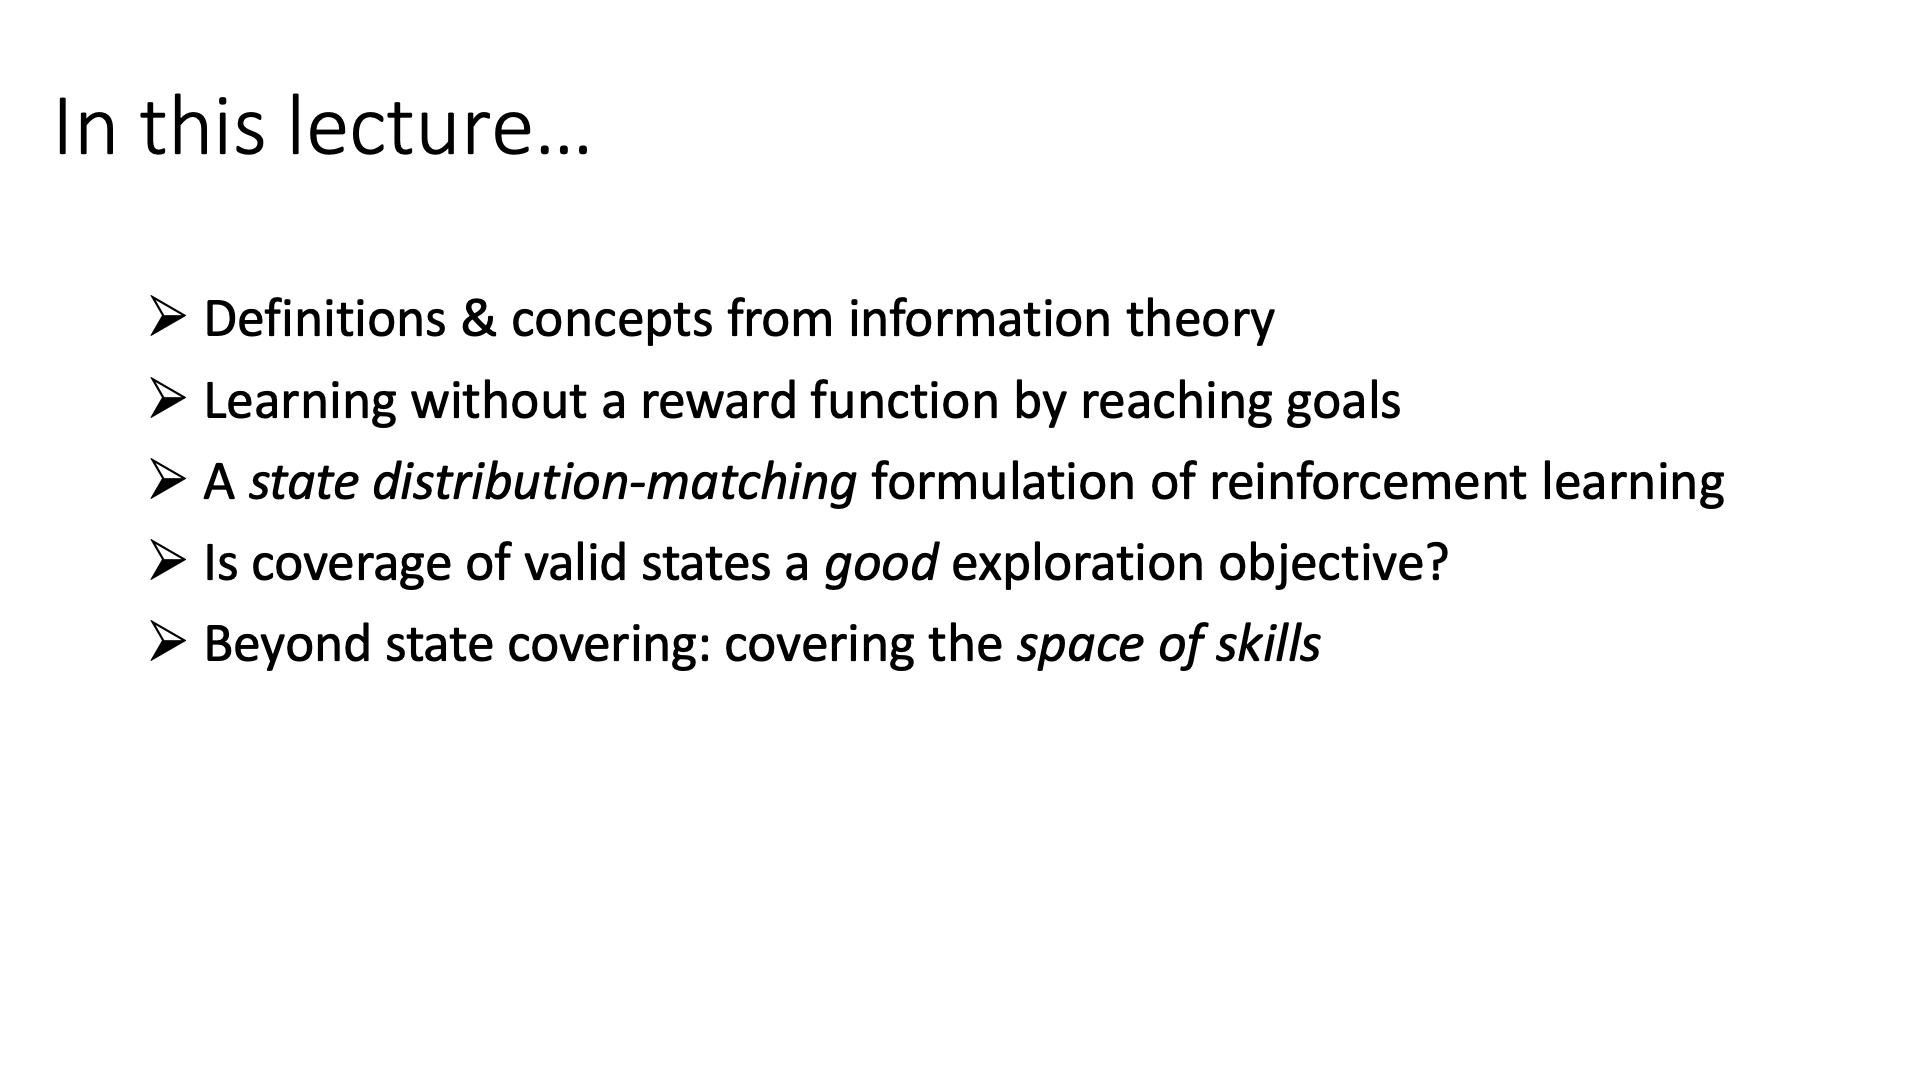 In this lecture…
➢ Definitions & concepts from information theory
➢ Learning without a reward function by reaching goals
➢ A state distribution-matching formulation of reinforcement learning
➢ Is coverage of valid states a good exploration objective?
➢ Beyond state covering: covering the space of skills